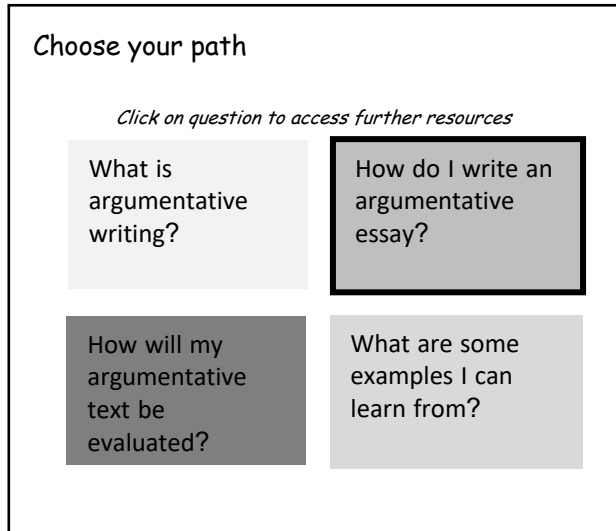 Choose your path
Click on question to access further resources
What is
argumentative
writing?
How do I write an
argumentative
essay?
How will my
argumentative
text be
evaluated?
What are some
examples I can
learn from?